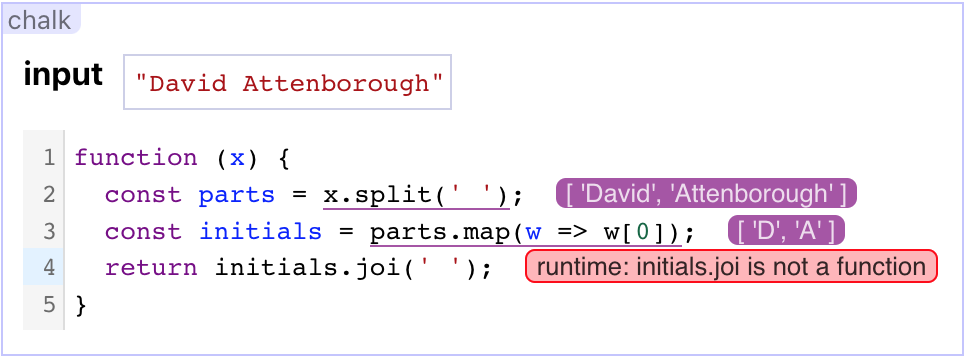 chalk
input "David Attenborough"
1 function (x) {
2   const parts = x.split(' '); [ 'David', 'Attenborough' ]
3   const initials = parts.map(w => w[0]); [ 'D', 'A' ]
4   return initials.joi(' '); runtime: initials.joi is not a function
5 }